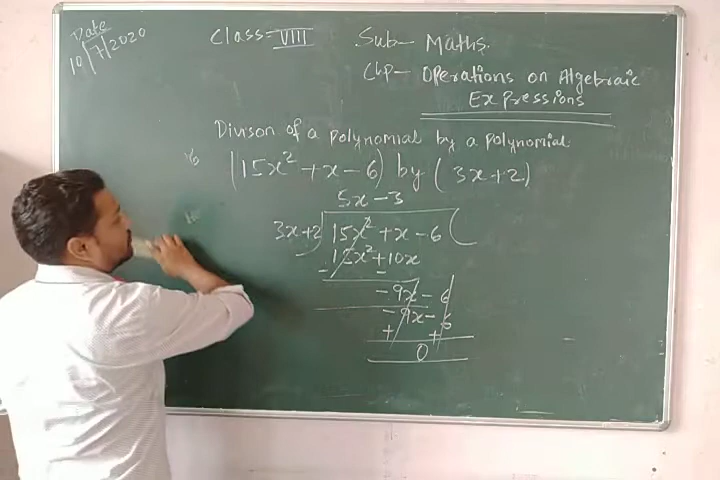 Date
10/7/2020
Class - VIII
Sub - Maths.
Chp - Operations on Algebraic
Expressions
Divison of a polynomial by a polynomial.
(15x² + x - 6) by (3x+2)
5x - 3
3x+2) 15x² + x - 6 (
15x² + 10x
- -
- 9x - 6
- 9x - 6
+ +
0